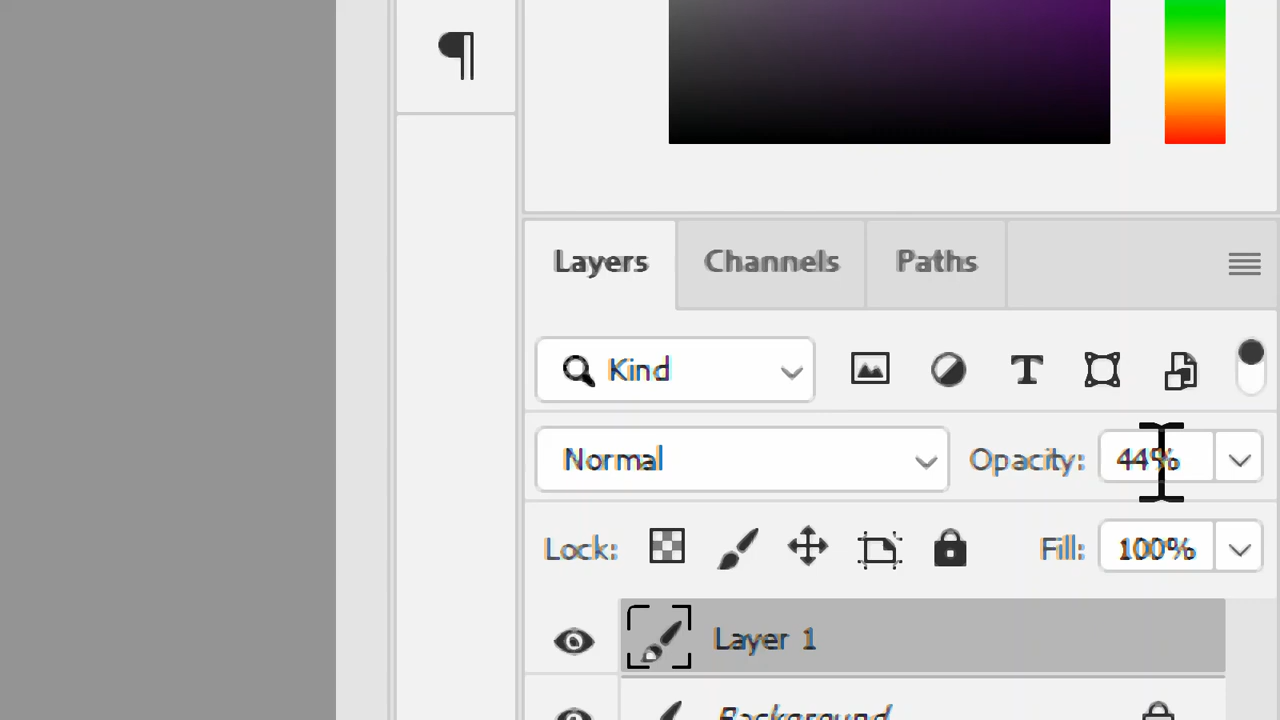 Layers Channels Paths
Kind
Normal Opacity: 44%
Lock: Fill: 100%
Layer 1
Background